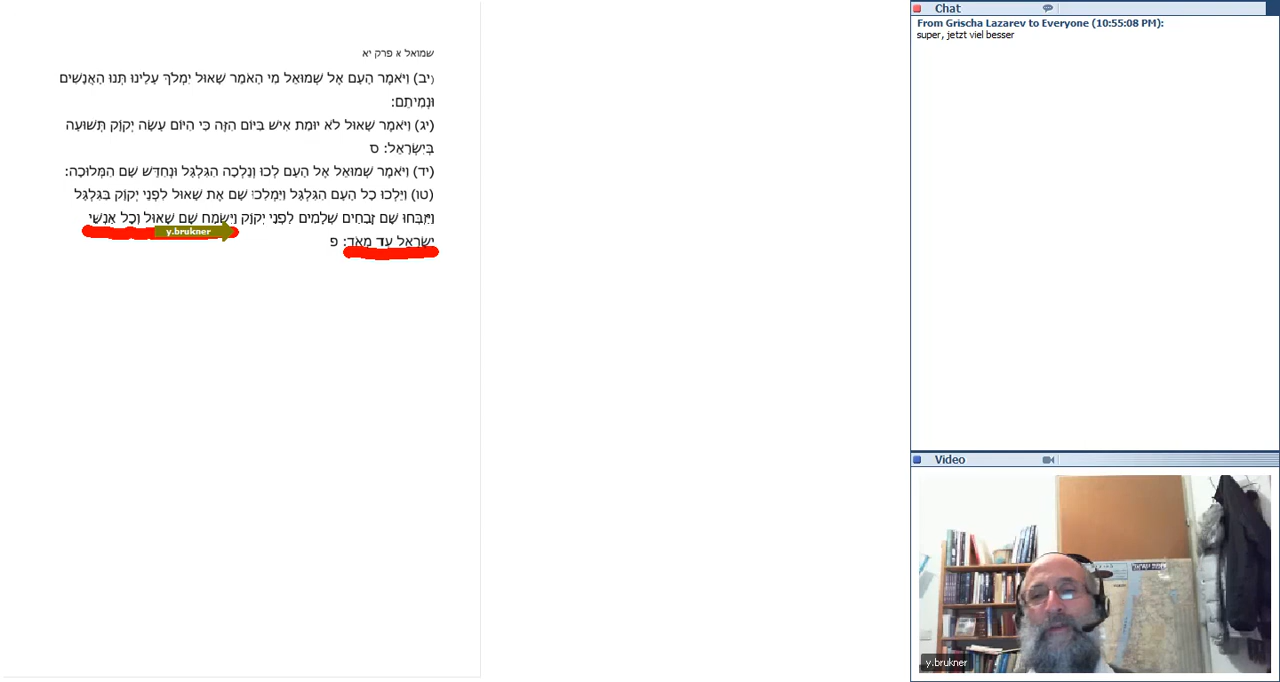 שמואל א פרק יא
(יב) וַיֹּאמֶר הָעָם אֶל שְׁמוּאֵל מִי הָאֹמֵר שָׁאוּל יִמְלֹךְ עָלֵינוּ תְּנוּ הָאֲנָשִׁים
וּנְמִיתֵם:
(יג) וַיֹּאמֶר שָׁאוּל לֹא יוּמַת אִישׁ בַּיּוֹם הַזֶּה כִּי הַיּוֹם עָשָׂה יְקֹוָק תְּשׁוּעָה
בְּיִשְׂרָאֵל: ס
(יד) וַיֹּאמֶר שְׁמוּאֵל אֶל הָעָם לְכוּ וְנֵלְכָה הַגִּלְגָּל וּנְחַדֵּשׁ שָׁם הַמְּלוּכָה:
(טו) וַיֵּלְכוּ כָל הָעָם הַגִּלְגָּל וַיַּמְלִכוּ שָׁם אֶת שָׁאוּל לִפְנֵי יְקֹוָק בַּגִּלְגָּל
וַיִּזְבְּחוּ שָׁם זְבָחִים שְׁלָמִים לִפְנֵי יְקֹוָק וַיִּשְׂמַח שָׁם שָׁאוּל וְכָל אַנְשֵׁי
y.brukner
יִשְׂרָאֵל עַד מְאֹד: פ
Chat
From Grischa Lazarev to Everyone (10:55:08 PM):
super, jetzt viel besser
Video
y.brukner